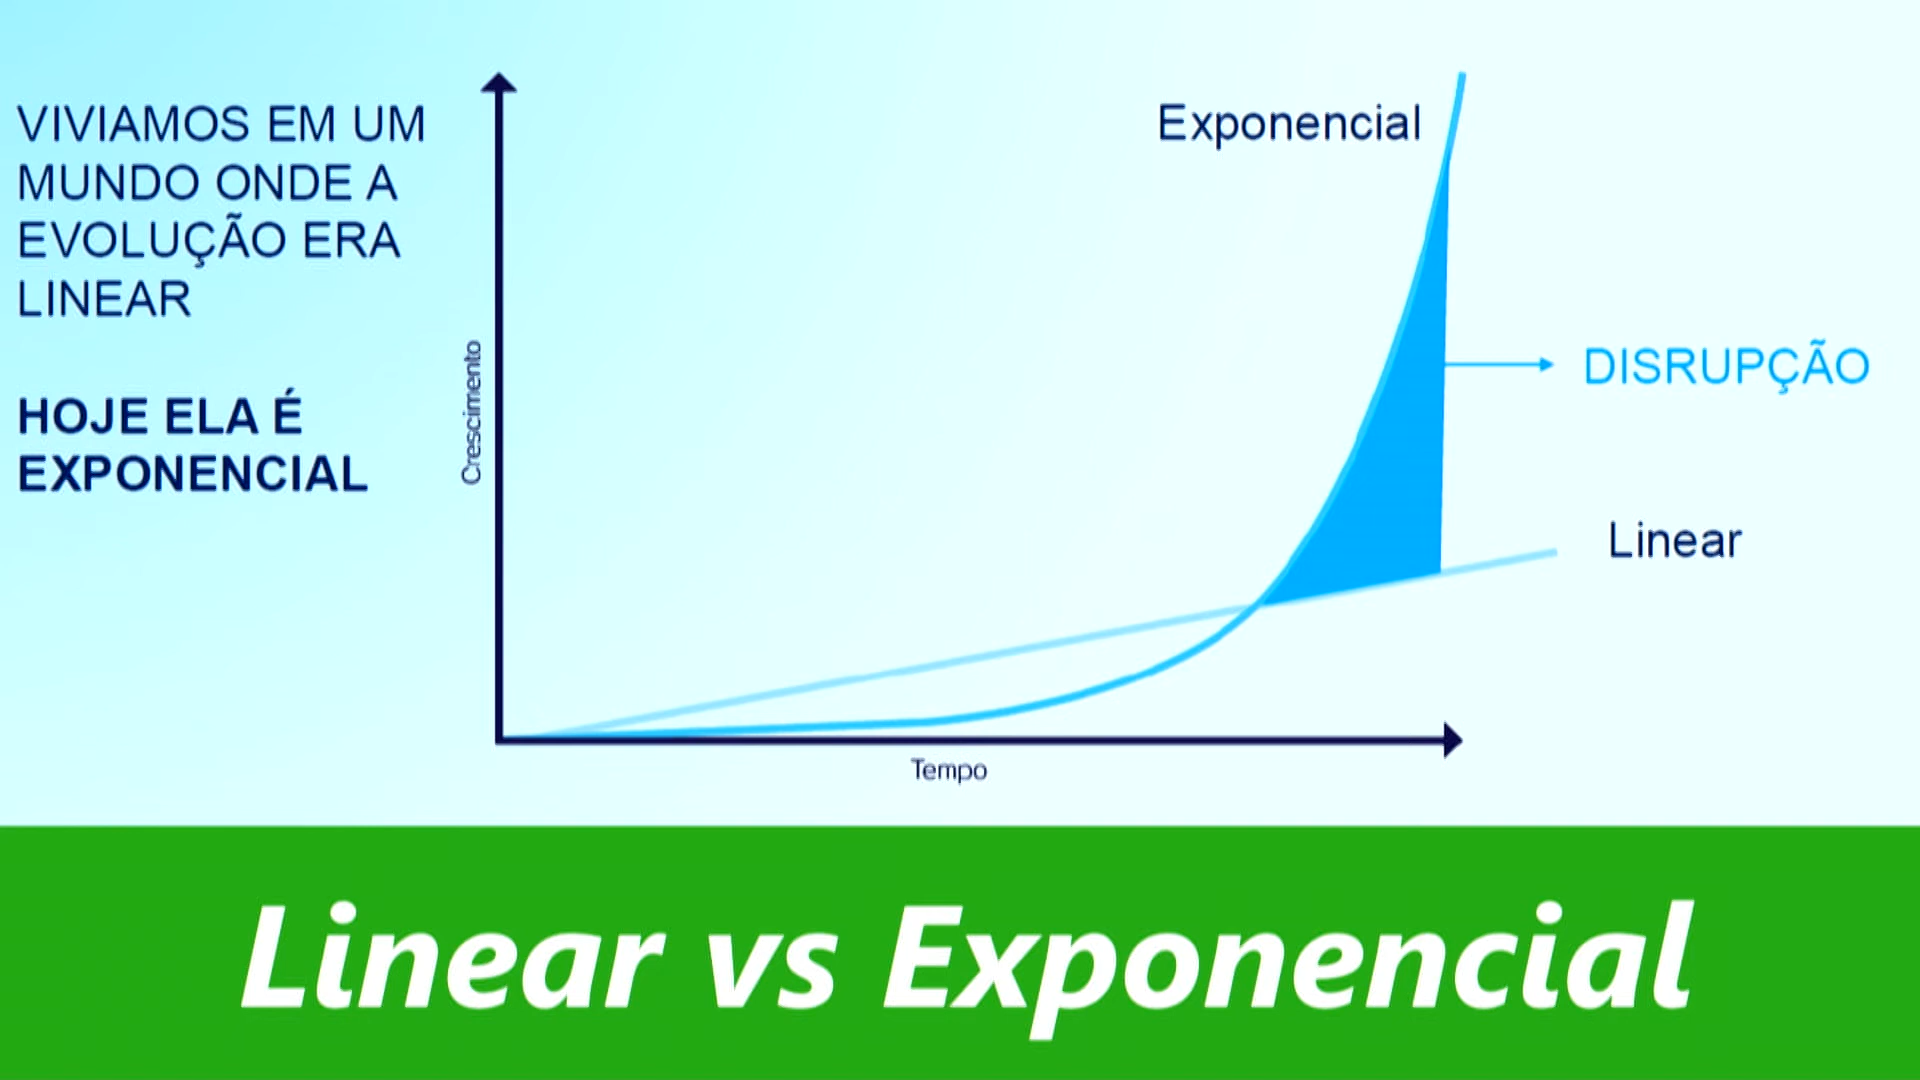 VIVIAMOS EM UM
MUNDO ONDE A
EVOLUÇÃO ERA
LINEAR
HOJE ELA É
EXPONENCIAL
Crescimento
Exponencial
DISRUPÇÃO
Linear
Tempo
Linear vs Exponencial